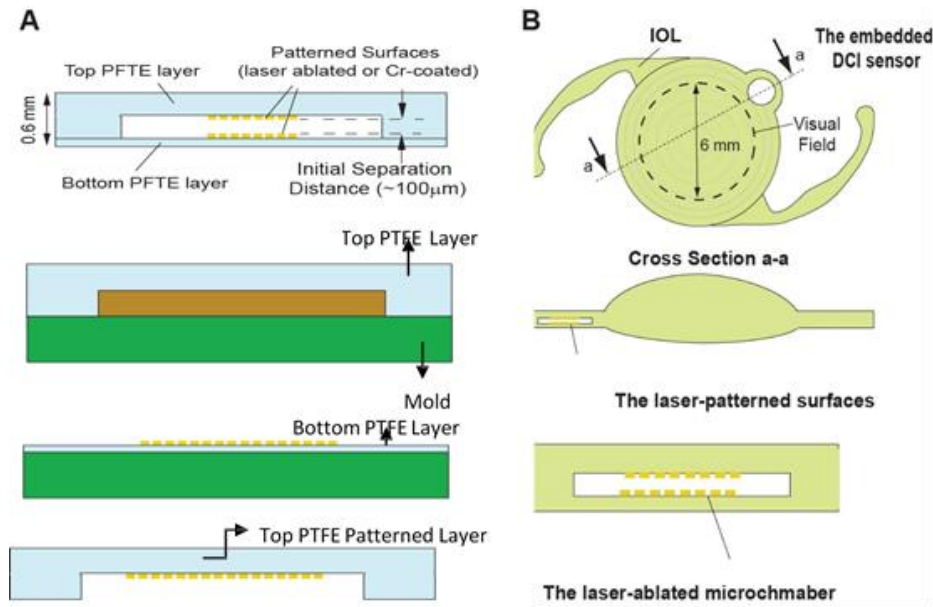 A
Patterned Surfaces
(laser ablated or Cr-coated)
Top PFTE layer
0.6 mm
Bottom PFTE layer
Initial Separation
Distance (~100μm)
Top PTFE Layer
Mold
Bottom PTFE Layer
Top PTFE Patterned Layer
B
IOL
The embedded
DCI sensor
a
Visual
Field
6 mm
a
Cross Section a-a
The laser-patterned surfaces
The laser-ablated microchmaber